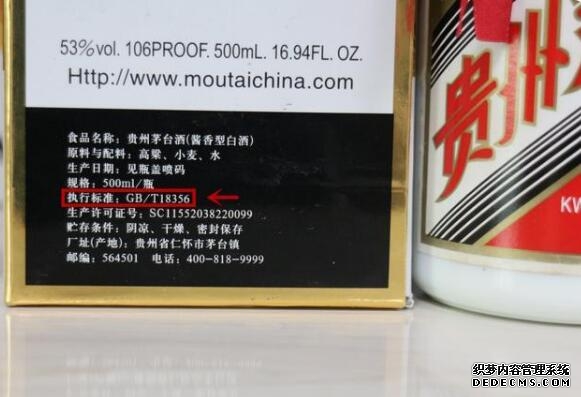 53%vol. 106PROOF. 500mL. 16.94FL. OZ.
Http://www.moutaichina.com
食品名称: 贵州茅台酒(酱香型白酒)
原料与配料: 高粱、小麦、水
生产日期: 见瓶盖喷码
规格: 500ml/瓶
执行标准: GB/T18356
生产许可证号: SC11552038220099
贮存条件: 阴凉、干燥、密封保存
厂址(产地): 贵州省仁怀市茅台镇
邮编: 564501 电话: 400-818-9999
贵州
KW
织梦内容管理系统
DEDECMS.COM